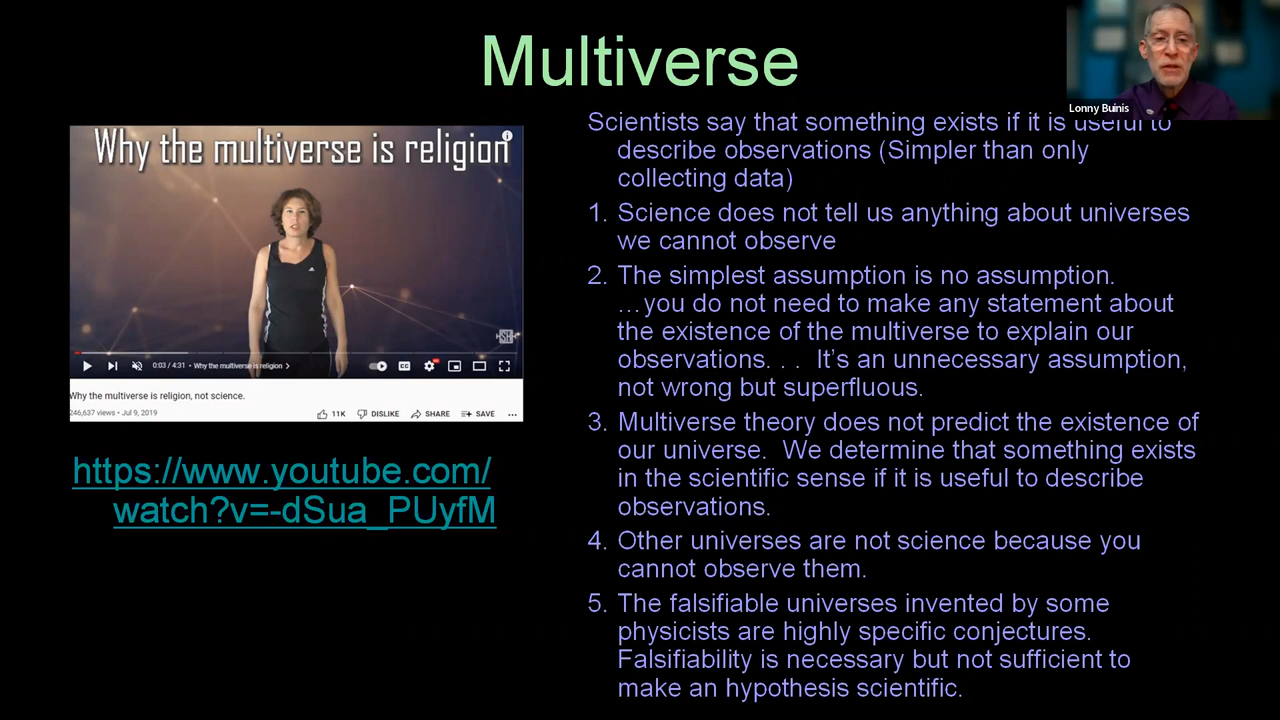 Multiverse
Lonny Buinis
Why the multiverse is religion
0:03 / 4:31 • Why the multiverse is religion >
Why the multiverse is religion, not science.
246,637 views • Jul 9, 2019
11K DISLIKE SHARE SAVE ...
https://www.youtube.com/
watch?v=-dSua_PUyfM
Scientists say that something exists if it is useful to
describe observations (Simpler than only
collecting data)
1. Science does not tell us anything about universes
we cannot observe
2. The simplest assumption is no assumption.
…you do not need to make any statement about
the existence of the multiverse to explain our
observations. . . It’s an unnecessary assumption,
not wrong but superfluous.
3. Multiverse theory does not predict the existence of
our universe. We determine that something exists
in the scientific sense if it is useful to describe
observations.
4. Other universes are not science because you
cannot observe them.
5. The falsifiable universes invented by some
physicists are highly specific conjectures.
Falsifiability is necessary but not sufficient to
make an hypothesis scientific.